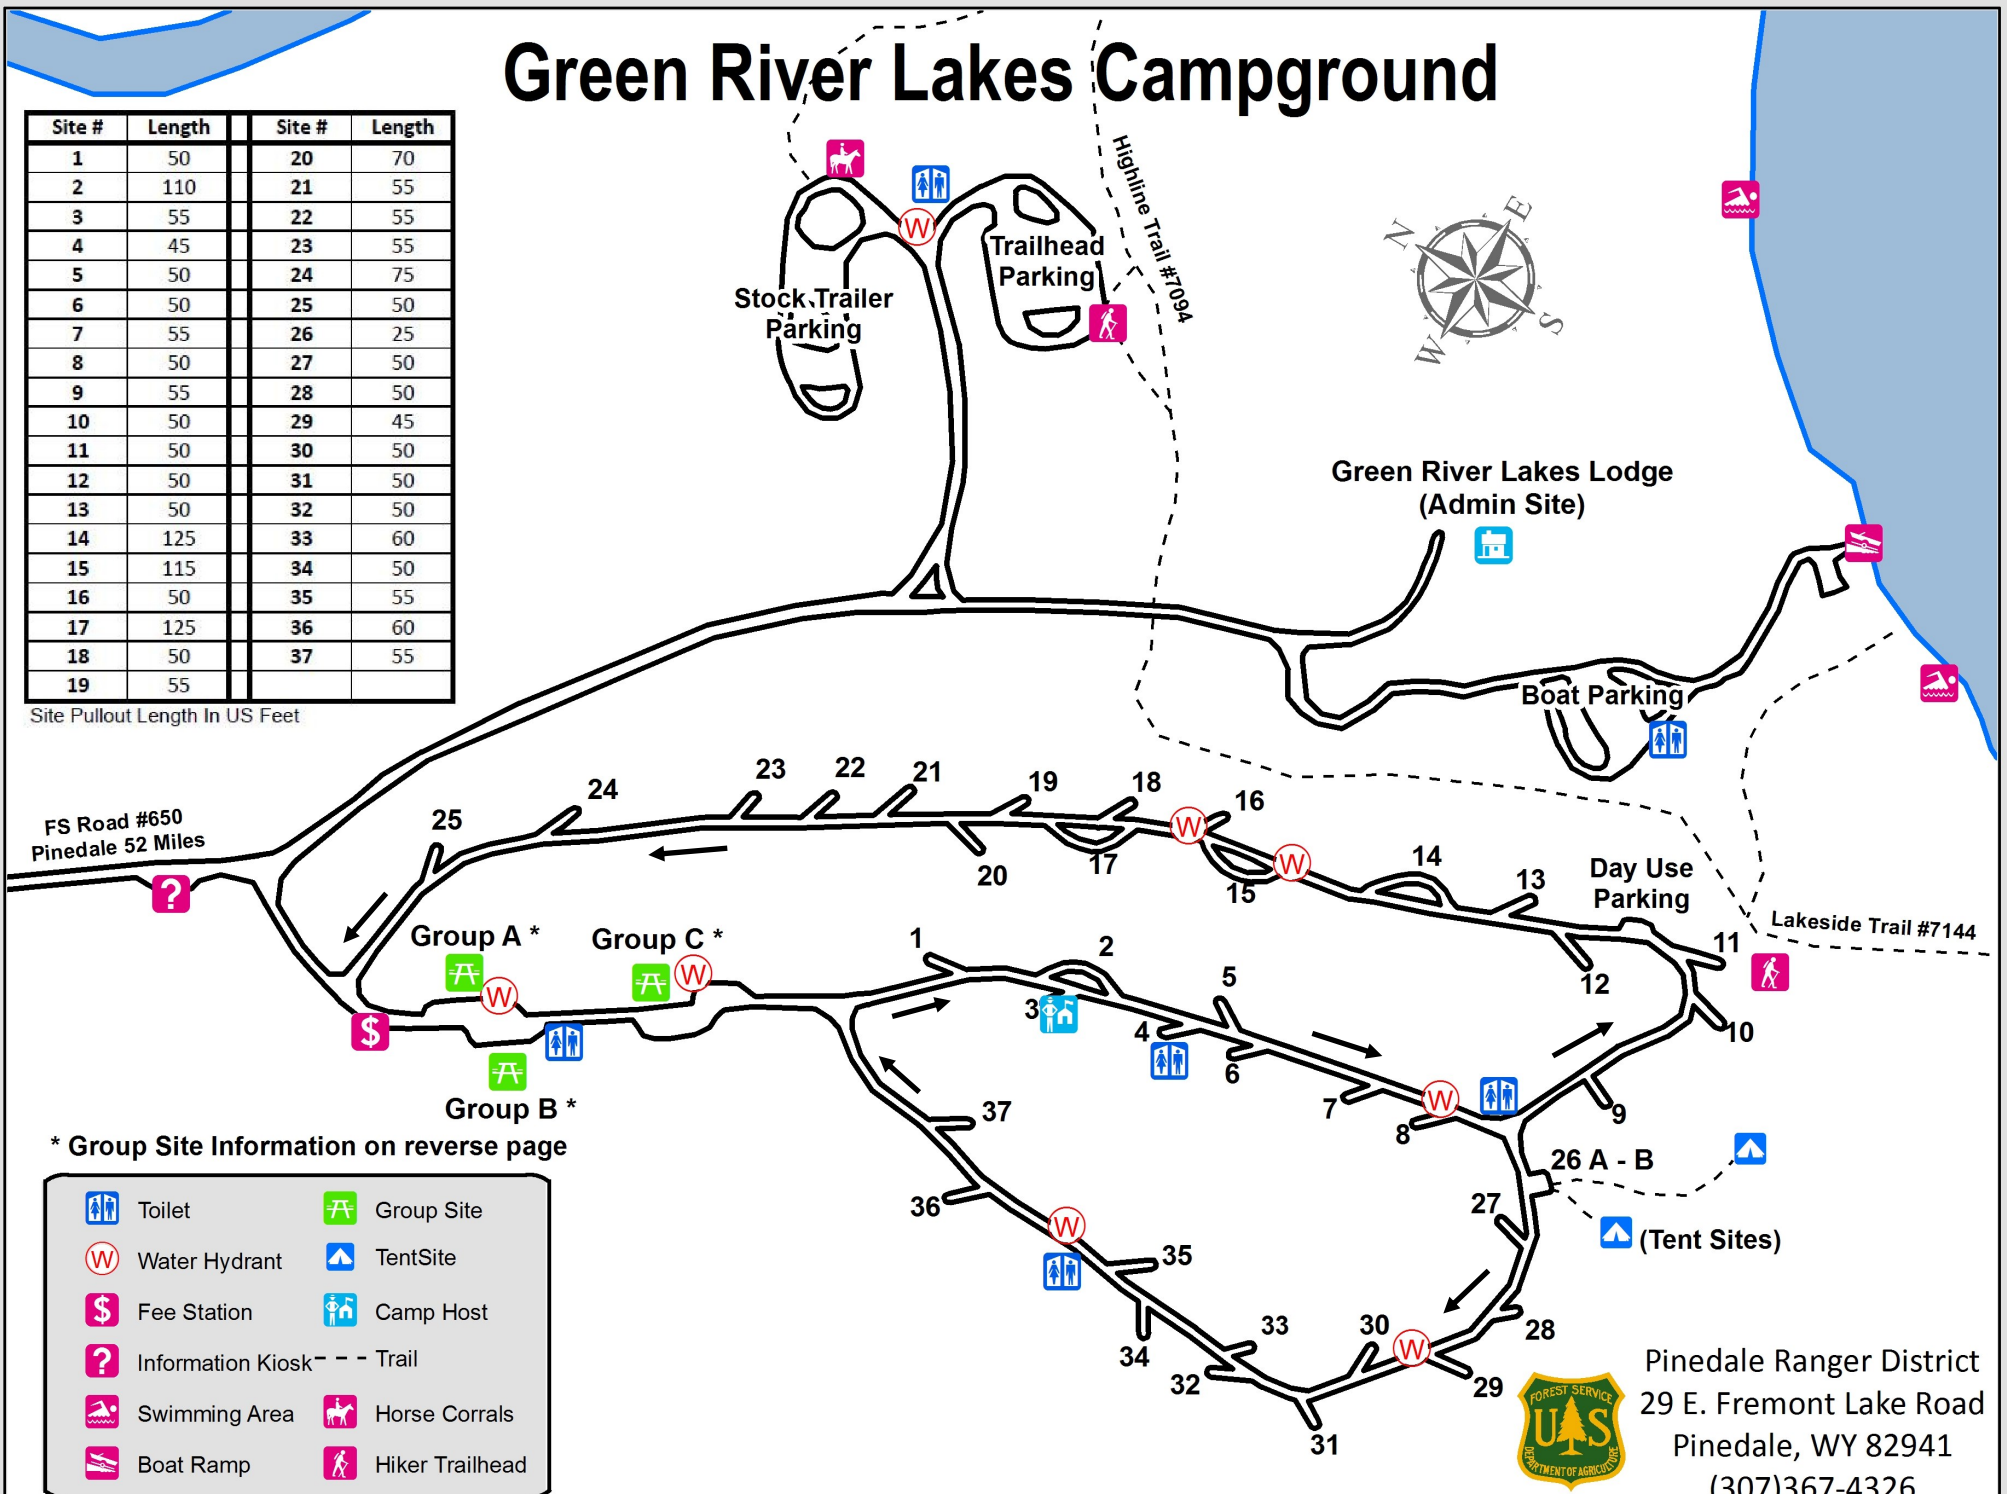 Green River Lakes Campground
Site # Length Site # Length
1 50 20 70
2 110 21 55
3 55 22 55
4 45 23 55
5 50 24 75
6 50 25 50
7 55 26 25
8 50 27 50
9 55 28 50
10 50 29 45
11 50 30 50
12 50 31 50
13 50 32 50
14 125 33 60
15 115 34 50
16 50 35 55
17 125 36 60
18 50 37 55
19 55
Site Pullout Length In US Feet
W
Stock Trailer
Parking
Trailhead
Parking
Highline Trail #7094
N
E
S
W
Green River Lakes Lodge
(Admin Site)
Boat Parking
FS Road #650
Pinedale 52 Miles
?
25
24
23
22
21
20
19
18
17
W
16
15
W
14
13
12
Day Use
Parking
11
10
Lakeside Trail #7144
Group A *
W
Group C *
W
$
Group B *
1
2
3
4
5
6
7
8
W
9
26 A - B
(Tent Sites)
27
28
29
W
30
31
32
33
34
35
W
36
37
* Group Site Information on reverse page
Toilet
Group Site
W Water Hydrant
TentSite
$ Fee Station
Camp Host
? Information Kiosk
Trail
Swimming Area
Horse Corrals
Boat Ramp
Hiker Trailhead
FOREST SERVICE
U S
DEPARTMENT OF AGRICULTURE
Pinedale Ranger District
29 E. Fremont Lake Road
Pinedale, WY 82941
(307)367-4326